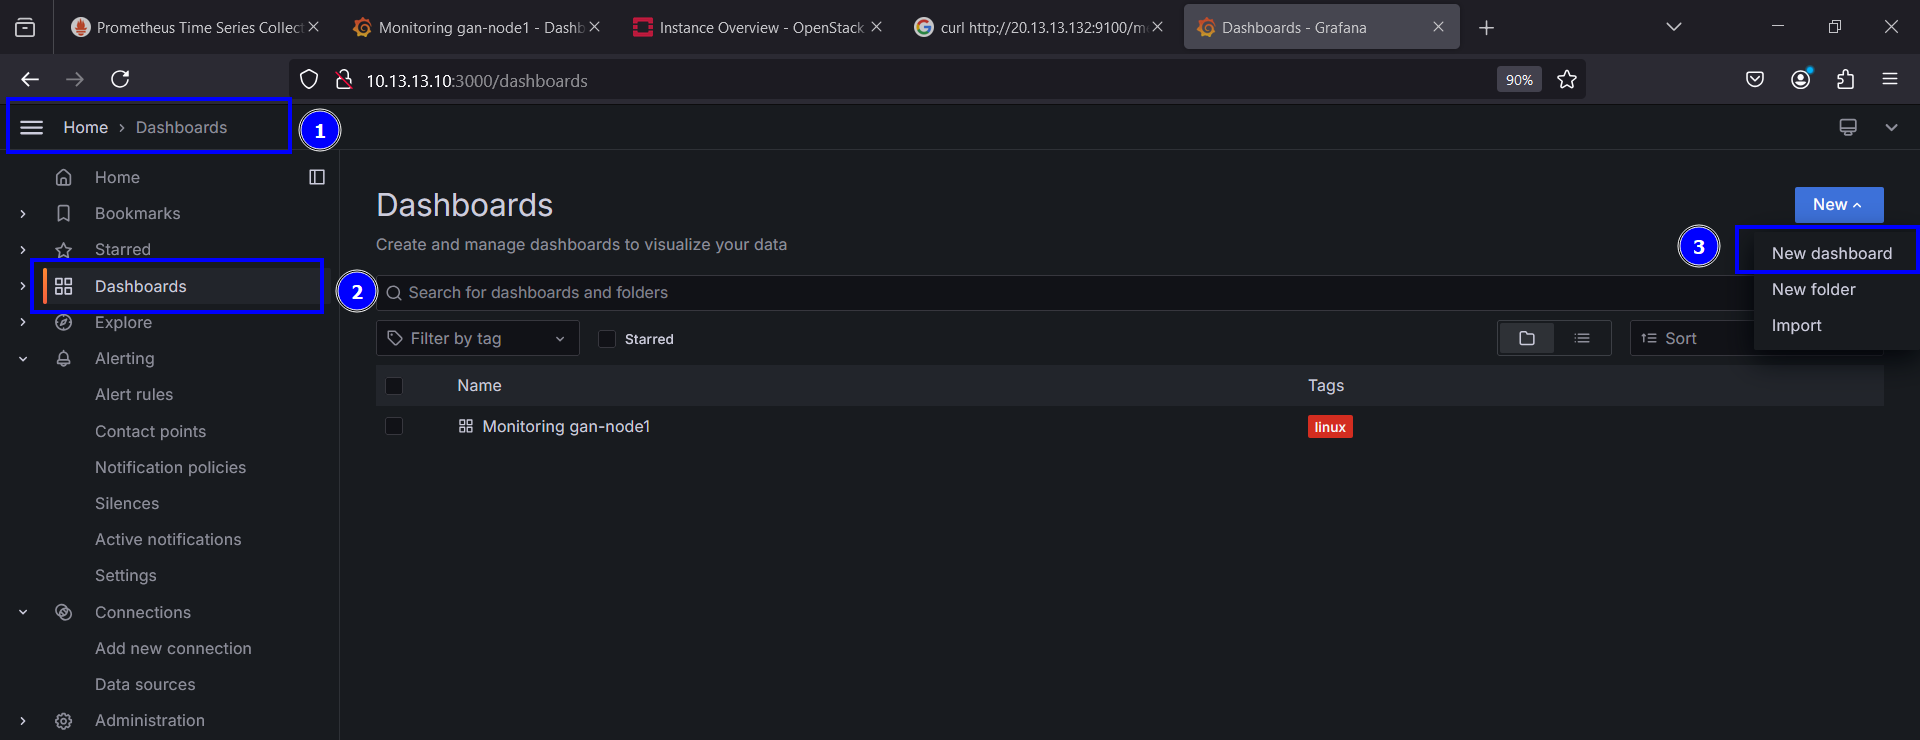 Prometheus Time Series Collect
Monitoring gan-node1 - Dashb
Instance Overview - OpenStack
curl http://20.13.13.132:9100/m
Dashboards - Grafana
10.13.13.10:3000/dashboards
90%
Home › Dashboards
1
Home
Bookmarks
Starred
Dashboards
2
Explore
Alerting
Alert rules
Contact points
Notification policies
Silences
Active notifications
Settings
Connections
Add new connection
Data sources
Administration
Dashboards
Create and manage dashboards to visualize your data
New
3
New dashboard
New folder
Import
Search for dashboards and folders
Filter by tag
Starred
Sort
Name Tags
Monitoring gan-node1 linux